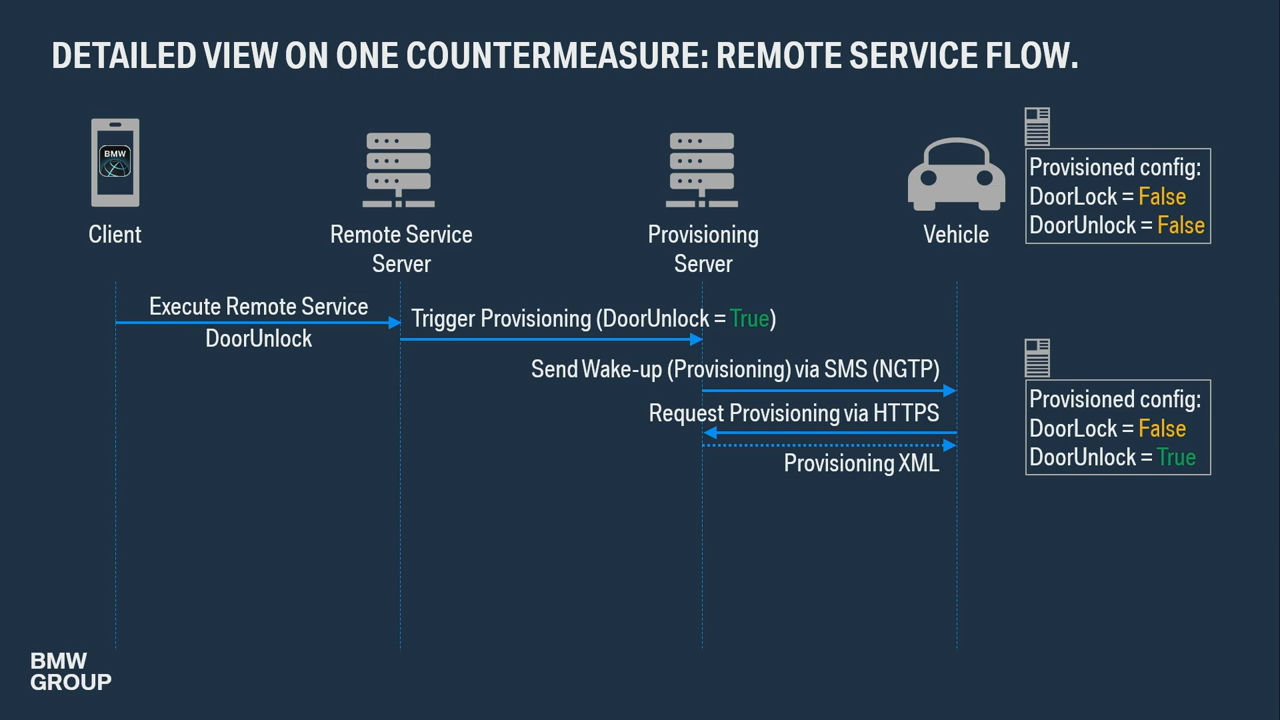 DETAILED VIEW ON ONE COUNTERMEASURE: REMOTE SERVICE FLOW.
BMW
Client
Remote Service
Server
Provisioning
Server
Vehicle
Provisioned config:
DoorLock = False
DoorUnlock = False
Execute Remote Service
DoorUnlock
Trigger Provisioning (DoorUnlock = True)
Send Wake-up (Provisioning) via SMS (NGTP)
Request Provisioning via HTTPS
Provisioning XML
Provisioned config:
DoorLock = False
DoorUnlock = True
BMW
GROUP